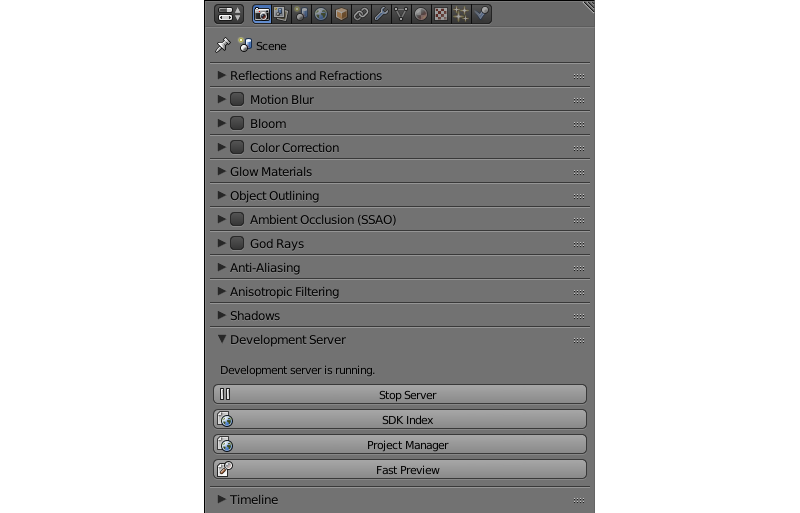 Scene
Reflections and Refractions
Motion Blur
Bloom
Color Correction
Glow Materials
Object Outlining
Ambient Occlusion (SSAO)
God Rays
Anti-Aliasing
Anisotropic Filtering
Shadows
Development Server
Development server is running.
Stop Server
SDK Index
Project Manager
Fast Preview
Timeline